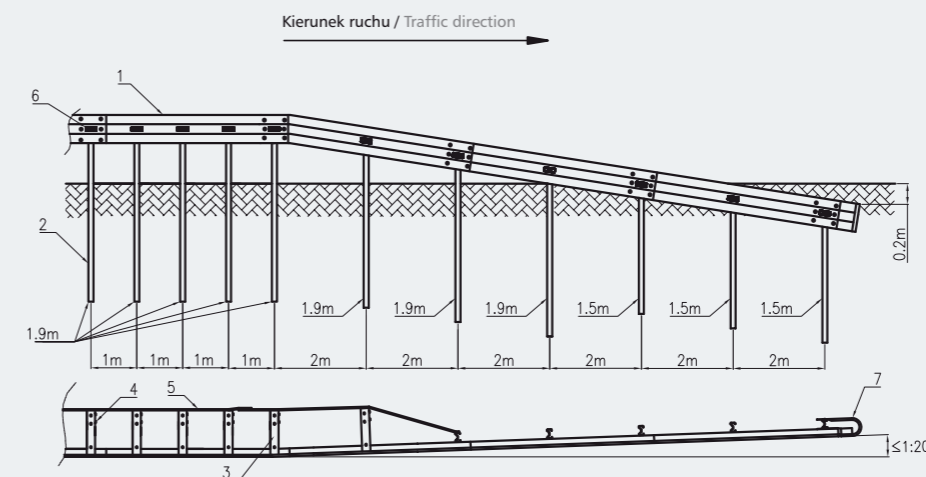 Kierunek ruchu / Traffic direction
1
6
2
0.2m
1.9m
1.9m 1.9m 1.9m 1.5m 1.5m 1.5m
1m 1m 1m 1m 2m 2m 2m 2m 2m 2m
4 5 7
3
≤1:20